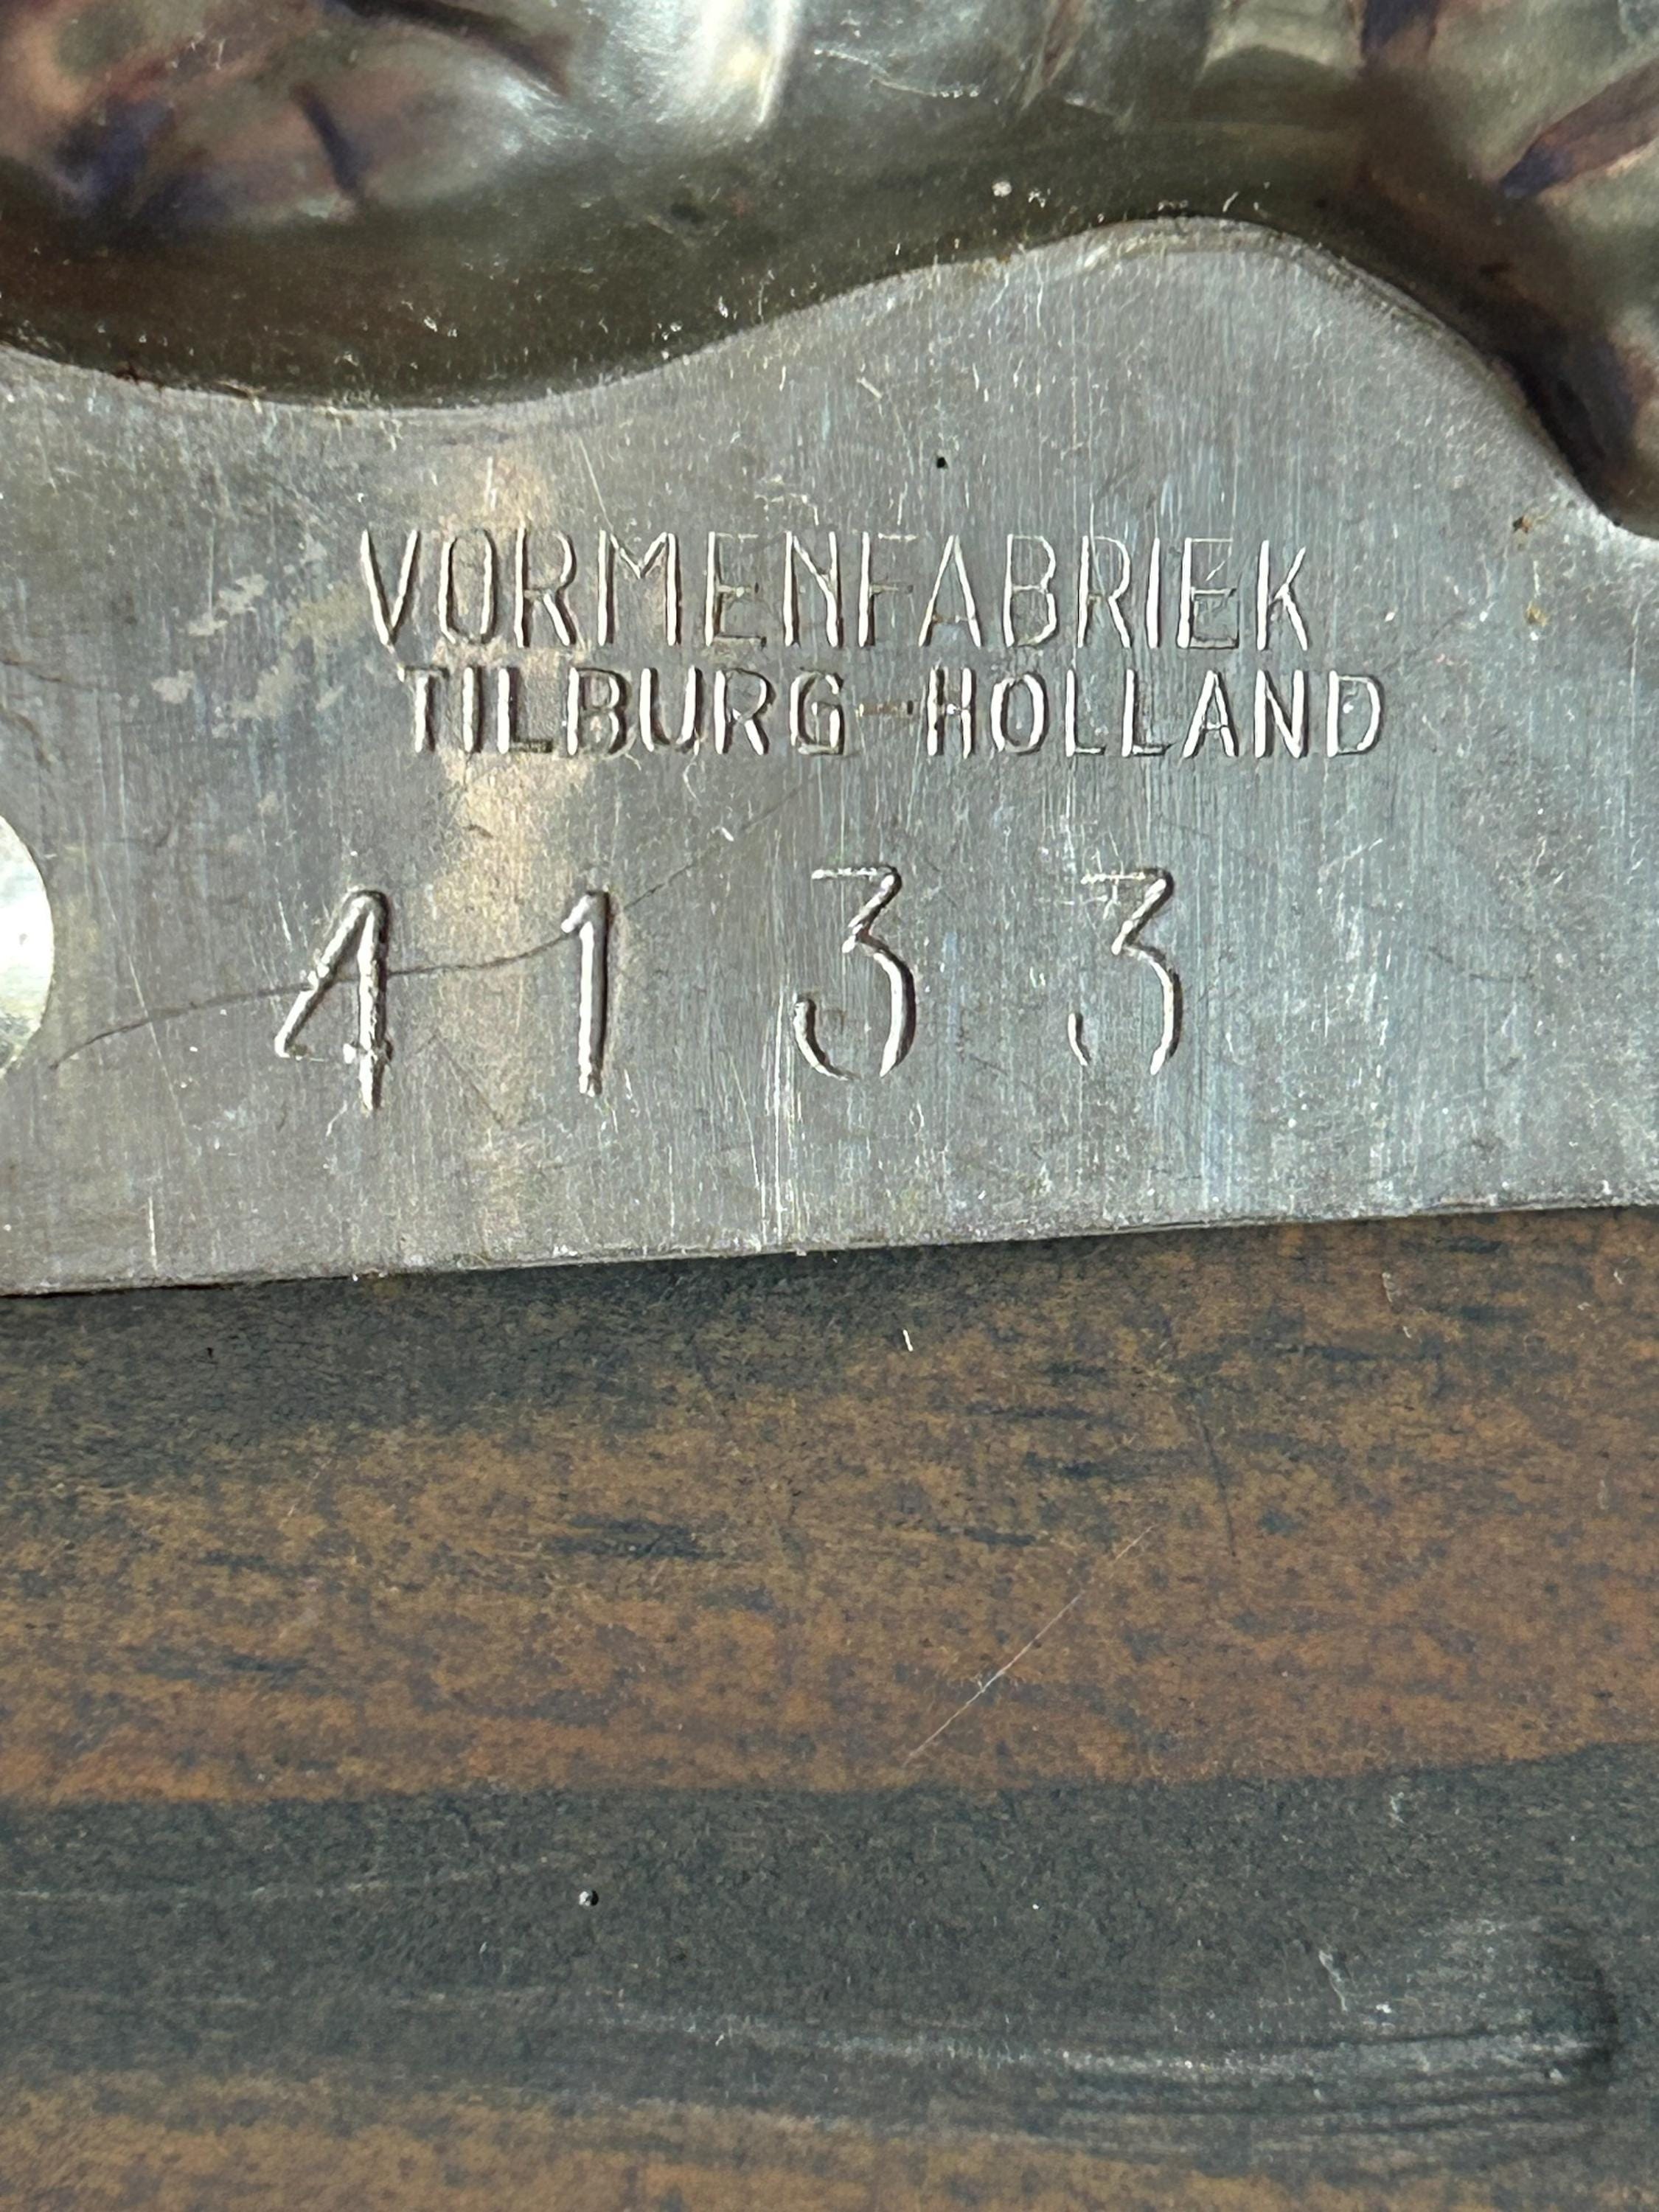 VORMENFABRIEK
TILBURG-HOLLAND
4133